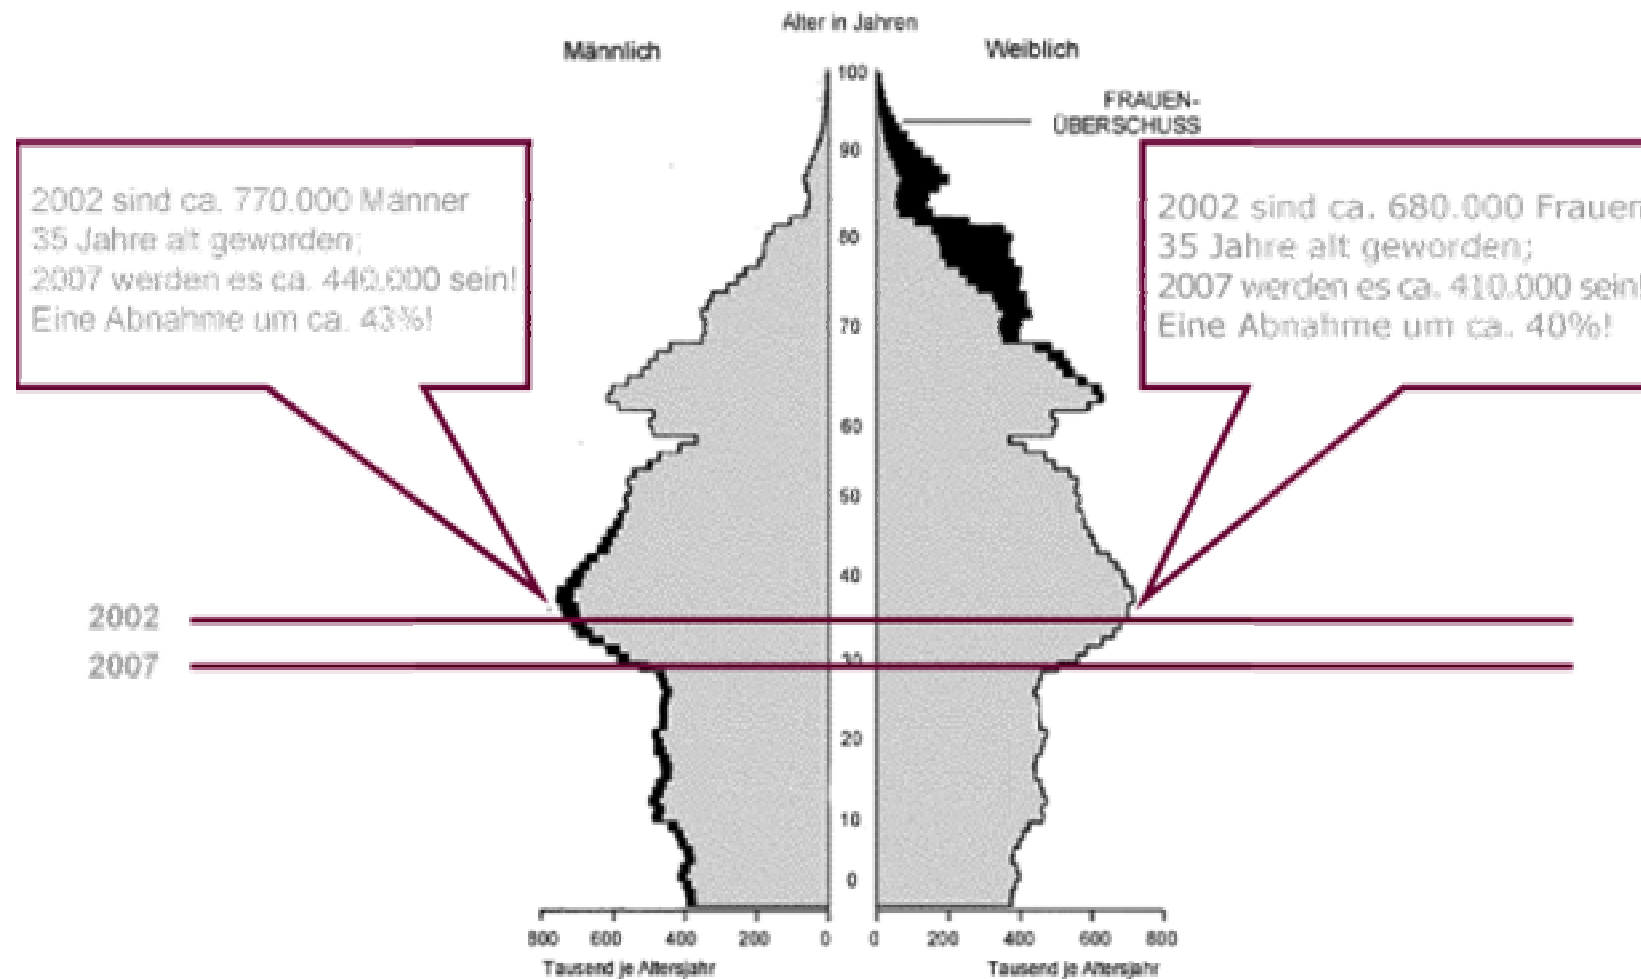 Alter in Jahren
Männlich
Weiblich
FRAUEN-
ÜBERSCHUSS
2002 sind ca. 770.000 Männer
35 Jahre alt geworden;
2007 werden es ca. 440.000 sein!
Eine Abnahme um ca. 43%!
2002 sind ca. 680.000 Frauen
35 Jahre alt geworden;
2007 werden es ca. 410.000 sein!
Eine Abnahme um ca. 40%!
100
90
80
70
60
50
40
30
20
10
0
2002
2007
800 600 400 200 0
0 200 400 600 800
Tausend je Altersjahr
Tausend je Altersjahr